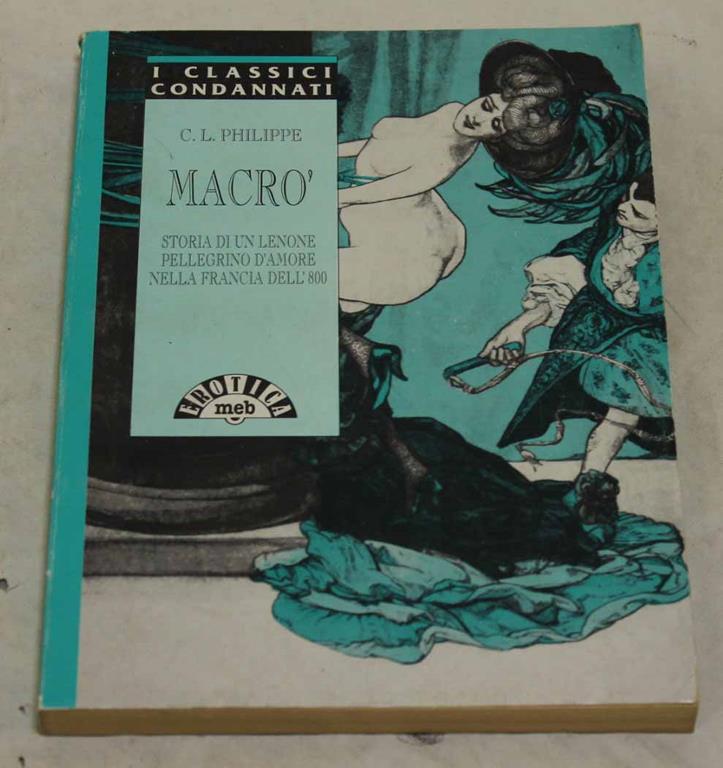 I CLASSICI
CONDANNATI
C. L. PHILIPPE
MACRO'
STORIA DI UN LENONE
PELLEGRINO D'AMORE
NELLA FRANCIA DELL'800
EROTICA
meb